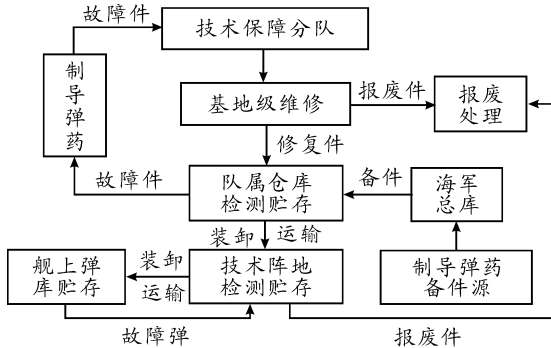 故障件
技术保障分队
制
导
弹
药
基地级维修
报废件
报废
处理
修复件
故障件
队属仓库
检测贮存
备件
海军
总库
装卸
运输
舰上弹
库贮存
装卸
运输
技术阵地
检测贮存
制导弹药
备件源
故障弹
报废件